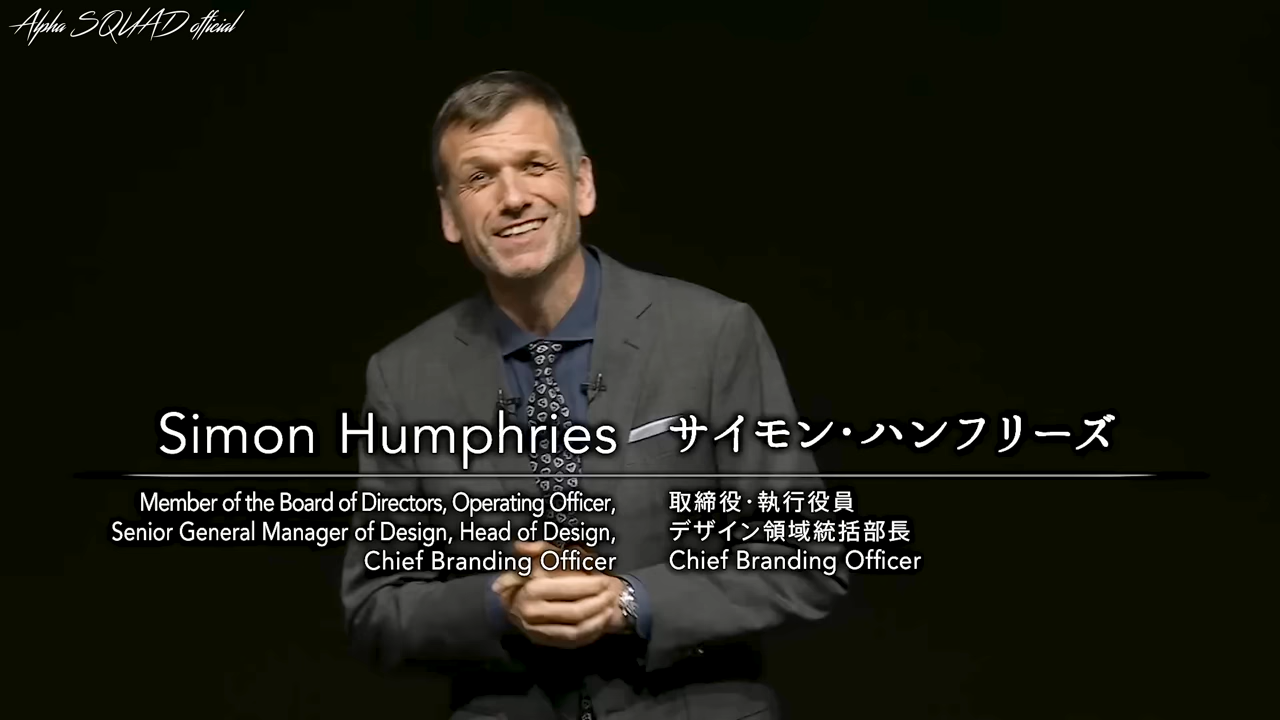 Alpha SQUAD official
Simon Humphries
サイモン・ハンフリーズ
Member of the Board of Directors, Operating Officer,
Senior General Manager of Design, Head of Design,
Chief Branding Officer
取締役・執行役員
デザイン領域統括部長
Chief Branding Officer